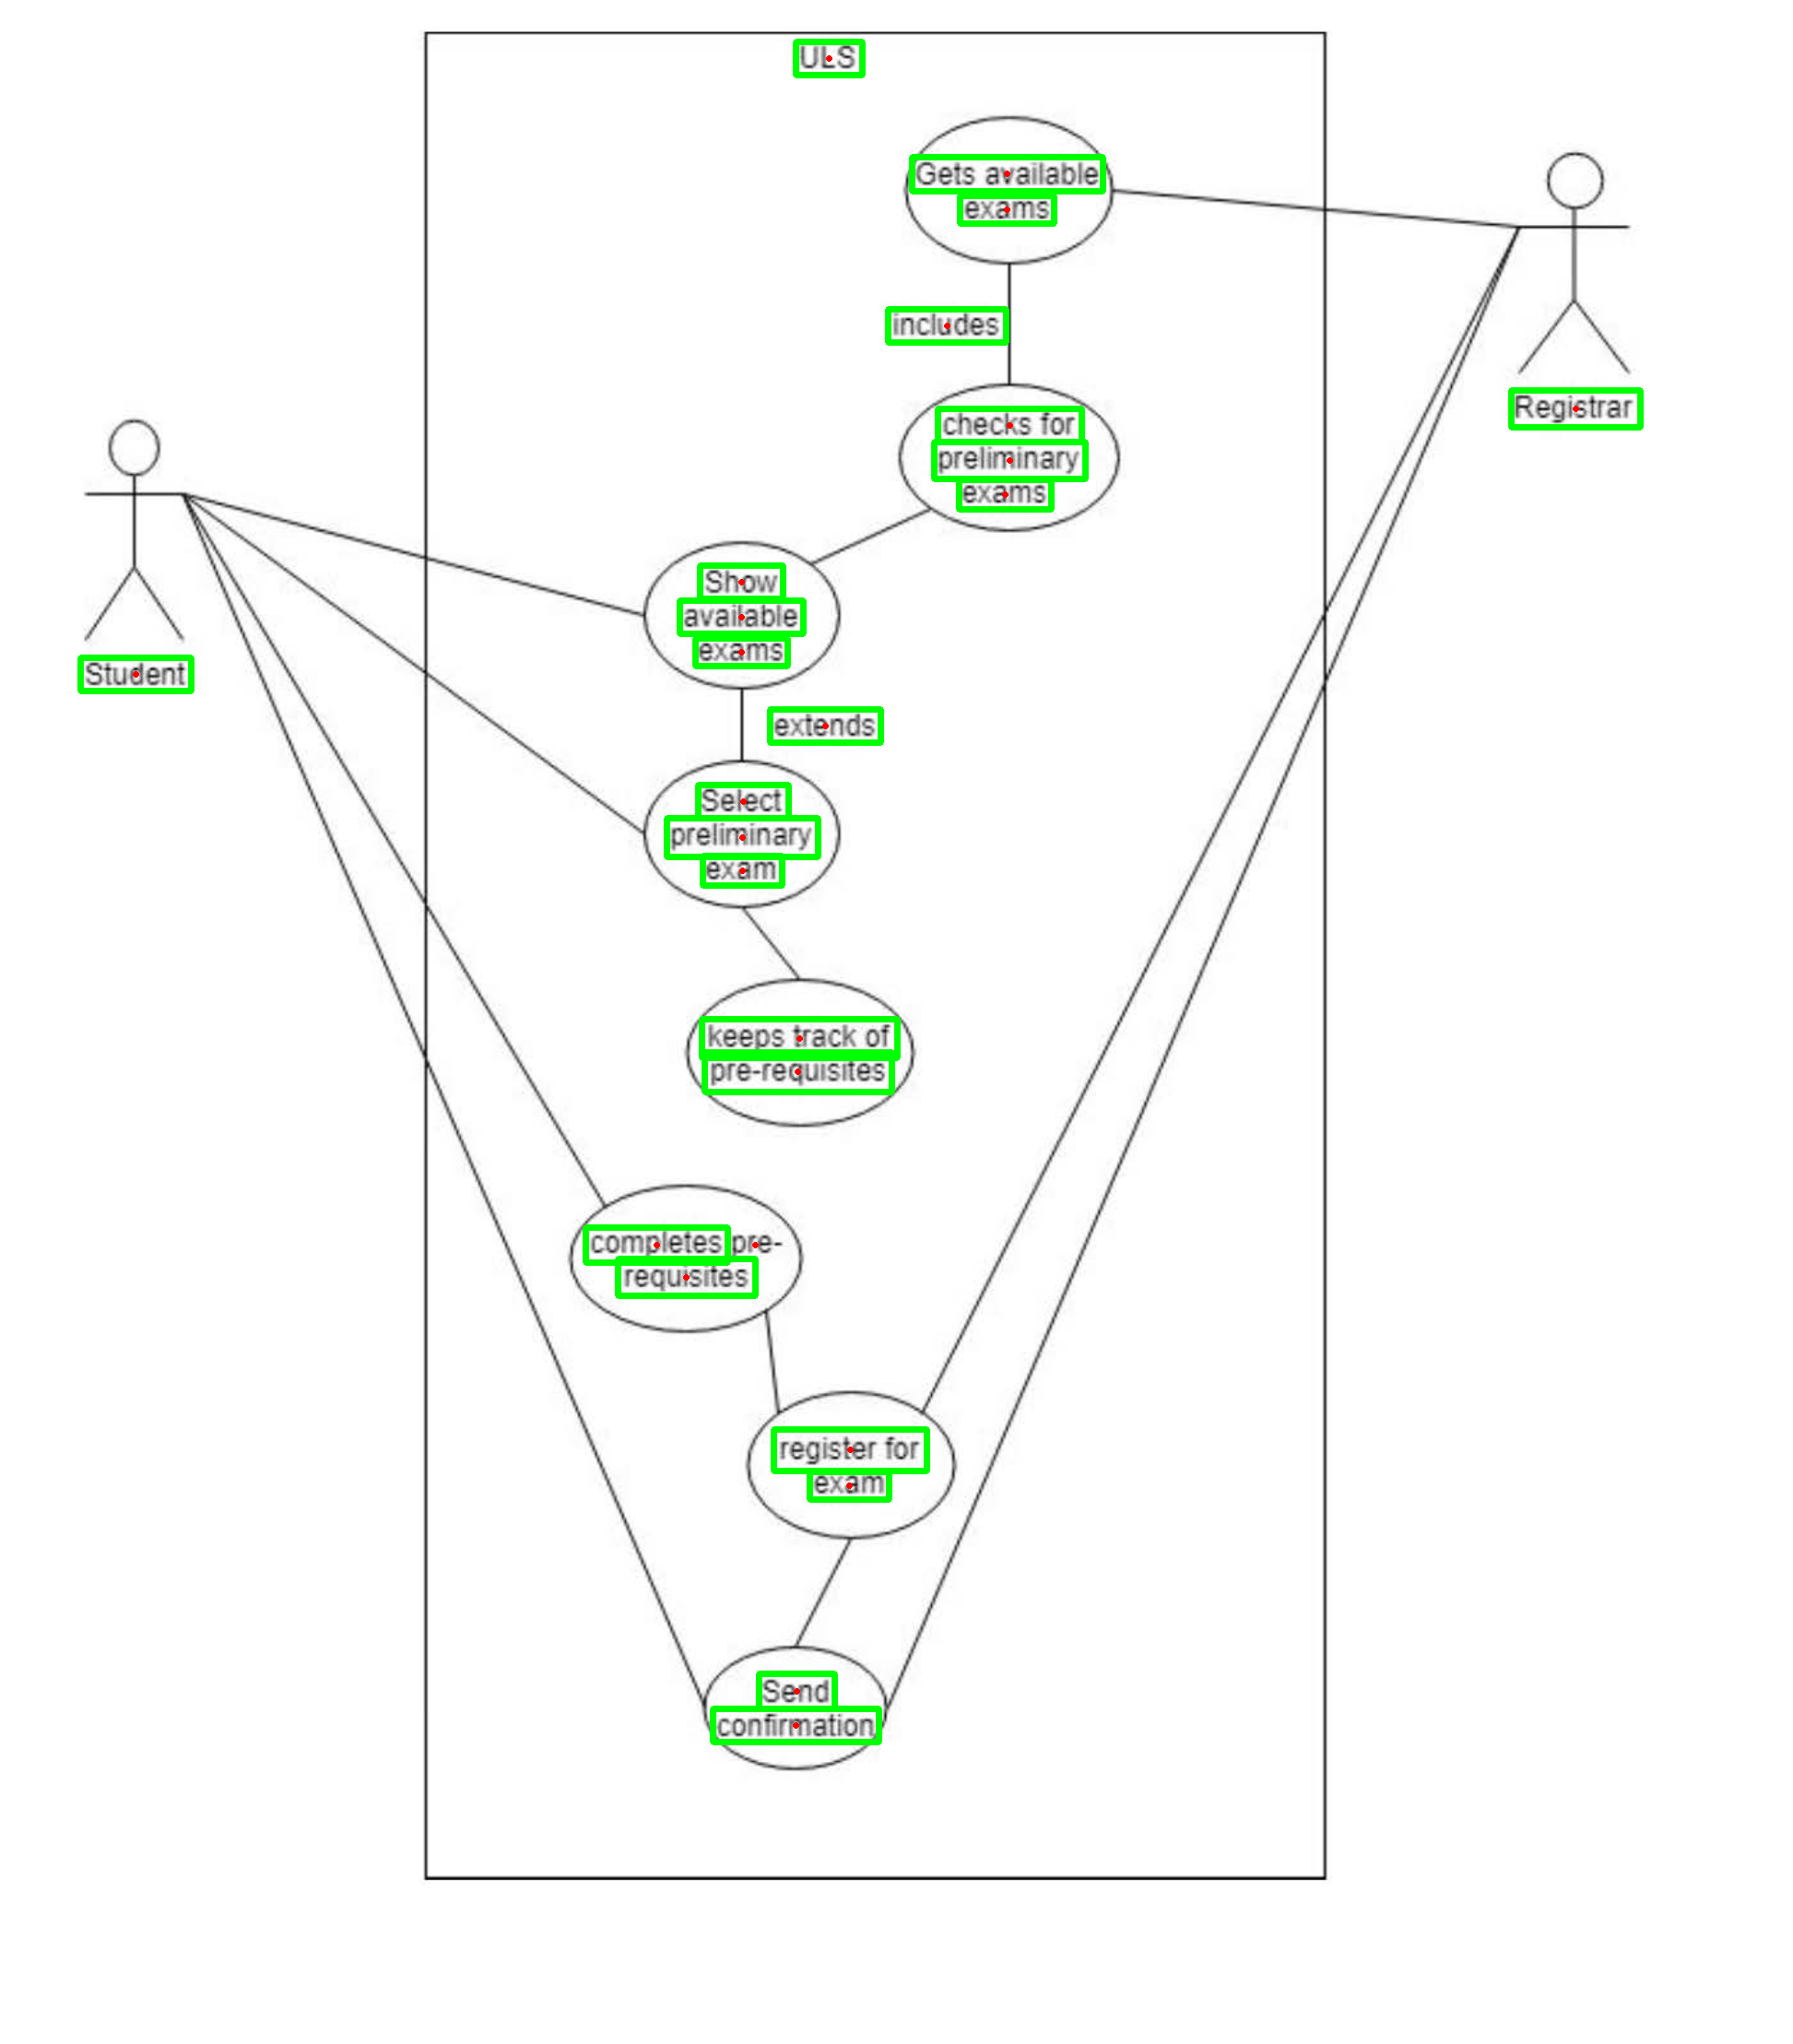 ULS
Gets available
exams
includes
Registrar
checks for
preliminary
exams
Show
available
exams
Student
extends
Select
preliminary
exam
keeps track of
pre-requisites
completes pre-
requisites
register for
exam
Send
confirmation